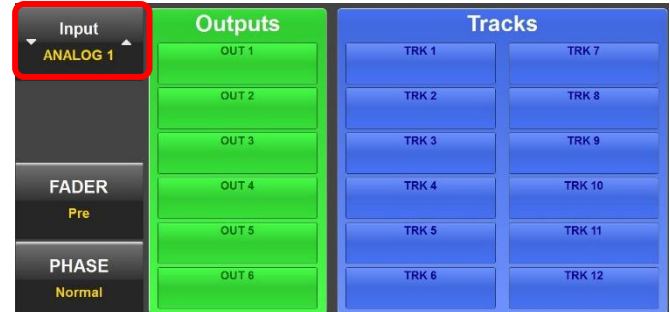 Input
ANALOG 1
FADER
Pre
PHASE
Normal
Outputs
OUT 1
OUT 2
OUT 3
OUT 4
OUT 5
OUT 6
Tracks
TRK 1
TRK 2
TRK 3
TRK 4
TRK 5
TRK 6
TRK 7
TRK 8
TRK 9
TRK 10
TRK 11
TRK 12